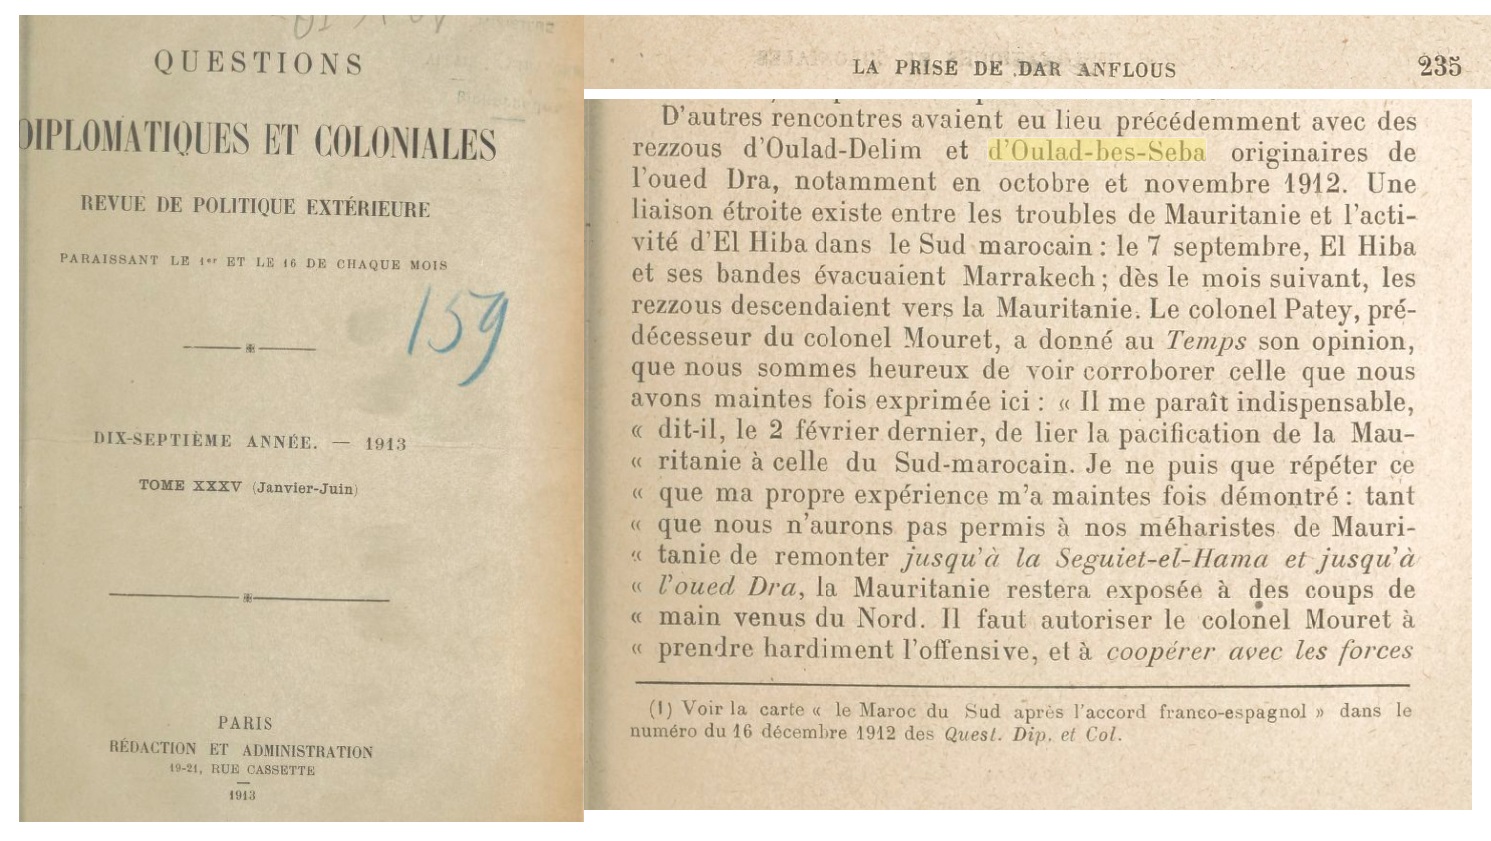 QUESTIONS
DIPLOMATIQUES ET COLONIALES
REVUE DE POLITIQUE EXTÉRIEURE
PARAISSANT LE 1er ET LE 16 DE CHAQUE MOIS
159
DIX-SEPTIÈME ANNÉE. — 1913
TOME XXXV (Janvier-Juin)
PARIS
RÉDACTION ET ADMINISTRATION
19-21, RUE CASSETTE
1913
LA PRISE DE DAR ANFLOUS 235
D'autres rencontres avaient eu lieu précédemment avec des
rezzous d'Oulad-Delim et d'Oulad-bes-Seba originaires de
l'oued Dra, notamment en octobre et novembre 1912. Une
liaison étroite existe entre les troubles de Mauritanie et l'acti-
vité d'El Hiba dans le Sud marocain : le 7 septembre, El Hiba
et ses bandes évacuaient Marrakech ; dès le mois suivant, les
rezzous descendaient vers la Mauritanie. Le colonel Patey, pré-
décesseur du colonel Mouret, a donné au Temps son opinion,
que nous sommes heureux de voir corroborer celle que nous
avons maintes fois exprimée ici : « Il me paraît indispensable,
« dit-il, le 2 février dernier, de lier la pacification de la Mau-
« ritanie à celle du Sud-marocain. Je ne puis que répéter ce
« que ma propre expérience m'a maintes fois démontré : tant
« que nous n'aurons pas permis à nos méharistes de Mauri-
« tanie de remonter jusqu'à la Seguiet-el-Hama et jusqu'à
« l'oued Dra, la Mauritanie restera exposée à des coups de
« main venus du Nord. Il faut autoriser le colonel Mouret à
« prendre hardiment l'offensive, et à coopérer avec les forces
(1) Voir la carte « le Maroc du Sud après l'accord franco-espagnol » dans le
numéro du 16 décembre 1912 des Quest. Dip. et Col.